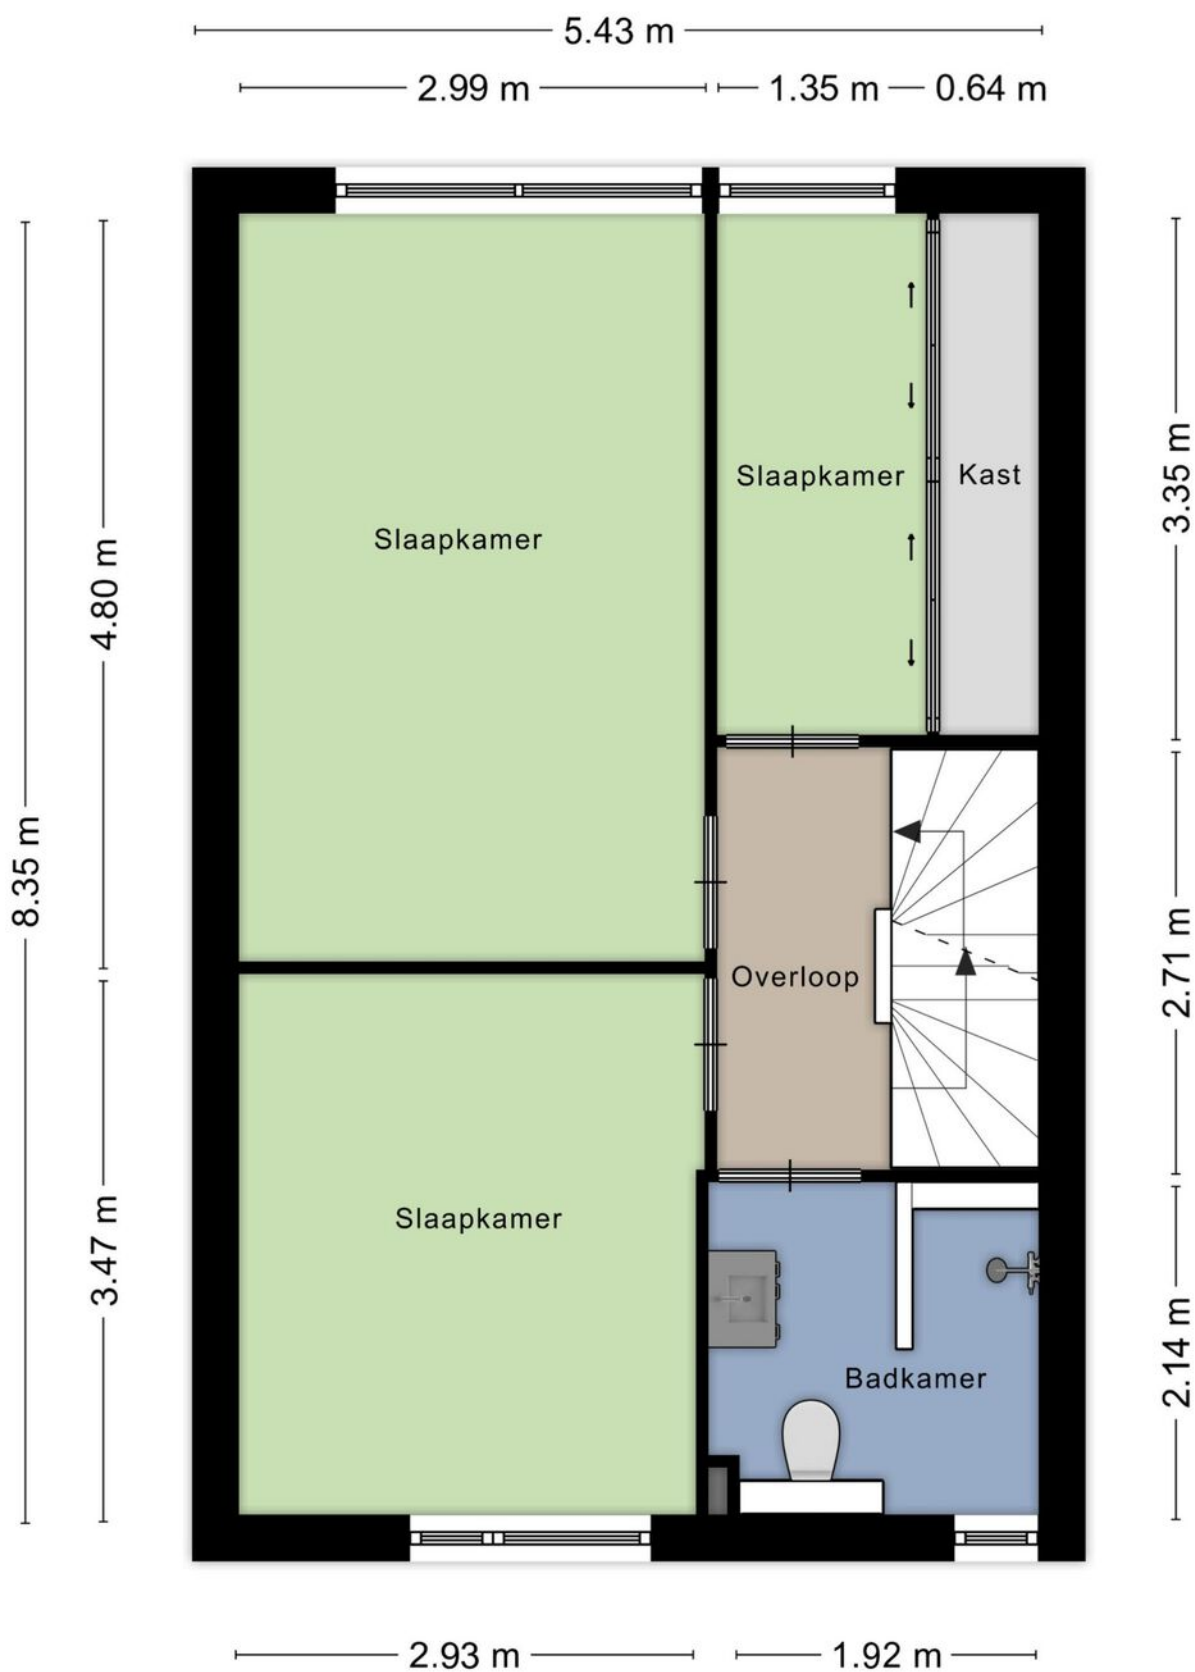 5.43 m
2.99 m
1.35 m
0.64 m
8.35 m
4.80 m
3.47 m
Slaapkamer
Slaapkamer
Kast
3.35 m
Overloop
2.71 m
Slaapkamer
Badkamer
2.14 m
2.93 m
1.92 m